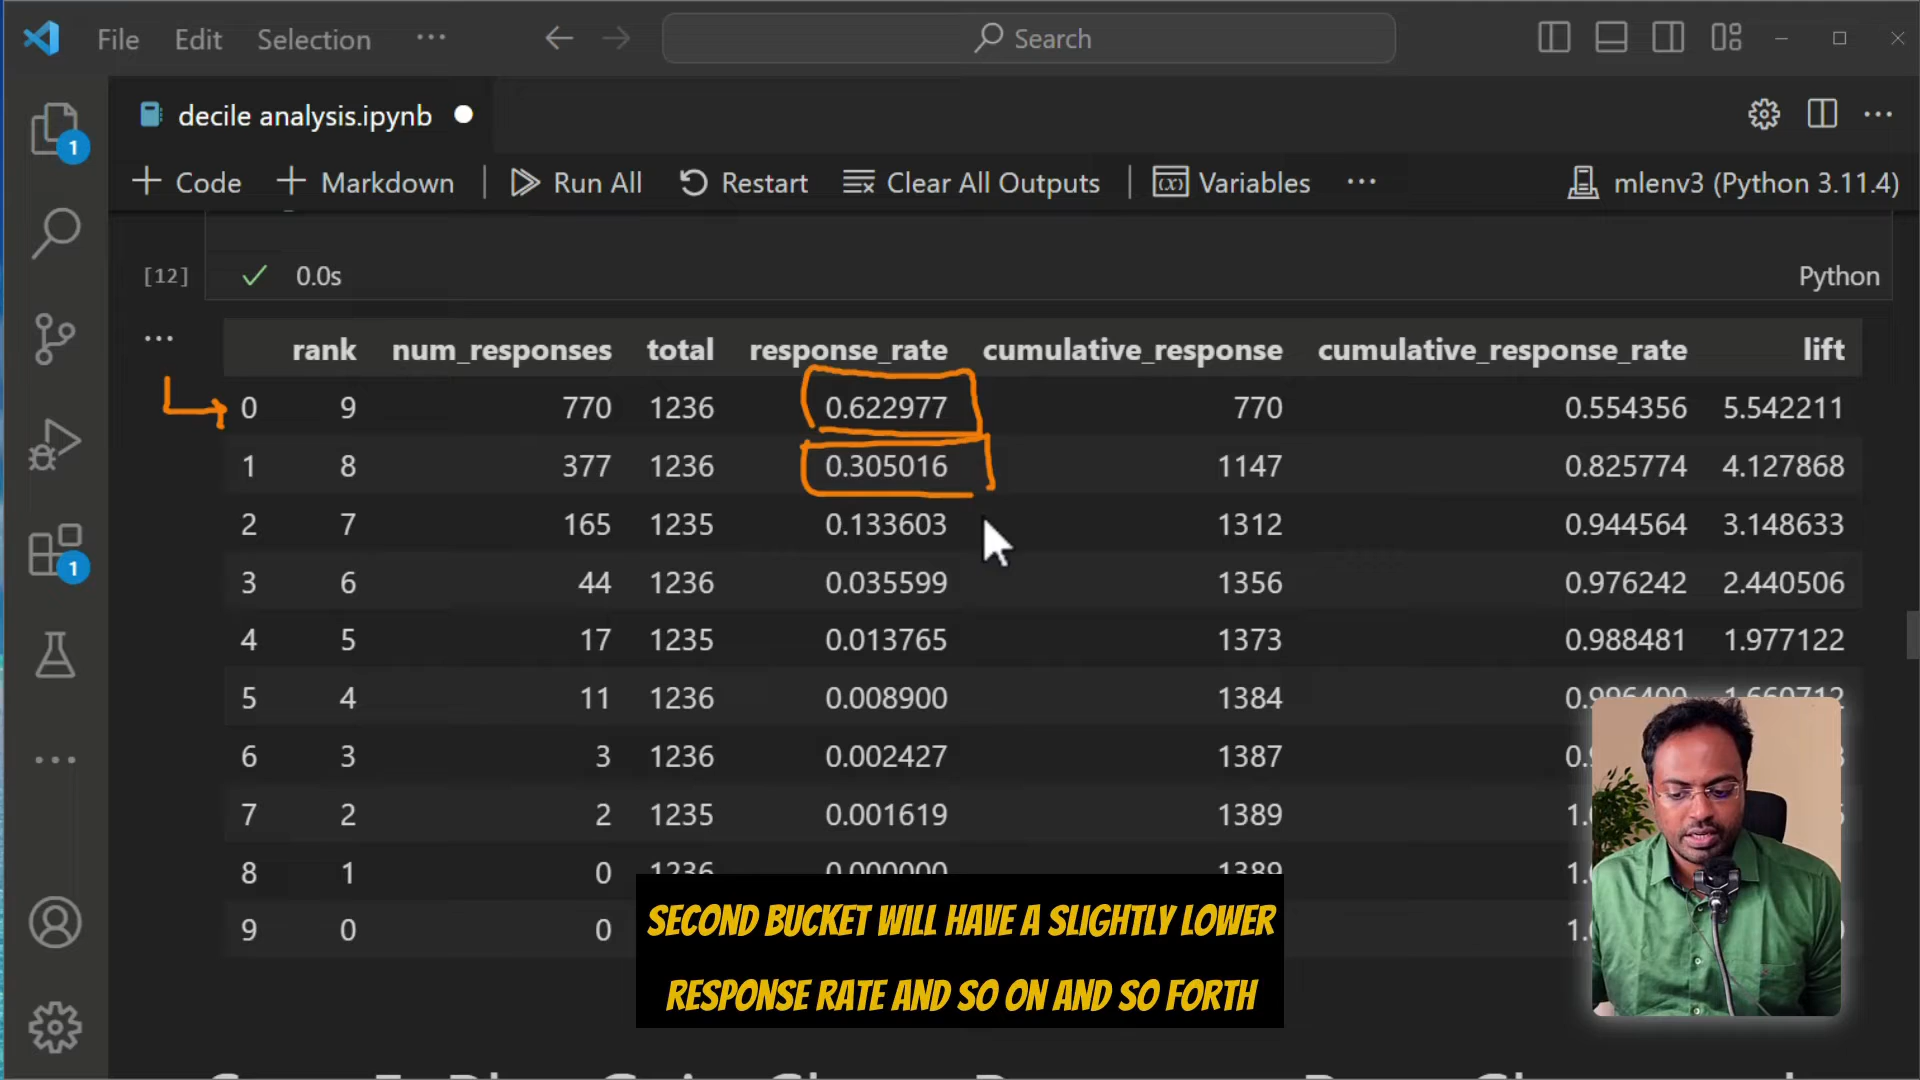 File Edit Selection ... Search
decile analysis.ipynb
1
Code Markdown Run All Restart Clear All Outputs (x) Variables ... mlenv3 (Python 3.11.4)
[12] 0.0s Python
rank num_responses total response_rate cumulative_response cumulative_response_rate lift
0 9 770 1236 0.622977 770 0.554356 5.542211
1 8 377 1236 0.305016 1147 0.825774 4.127868
2 7 165 1235 0.133603 1312 0.944564 3.148633
3 6 44 1236 0.035599 1356 0.976242 2.440506
1
4 5 17 1235 0.013765 1373 0.988481 1.977122
5 4 11 1236 0.008900 1384
6 3 3 1236 0.002427 1387
7 2 2 1235 0.001619 1389
8 1 0 1236 0.000000 1389
9 0 0
SECOND BUCKET WILL HAVE A SLIGHTLY LOWER
RESPONSE RATE AND SO ON AND SO FORTH